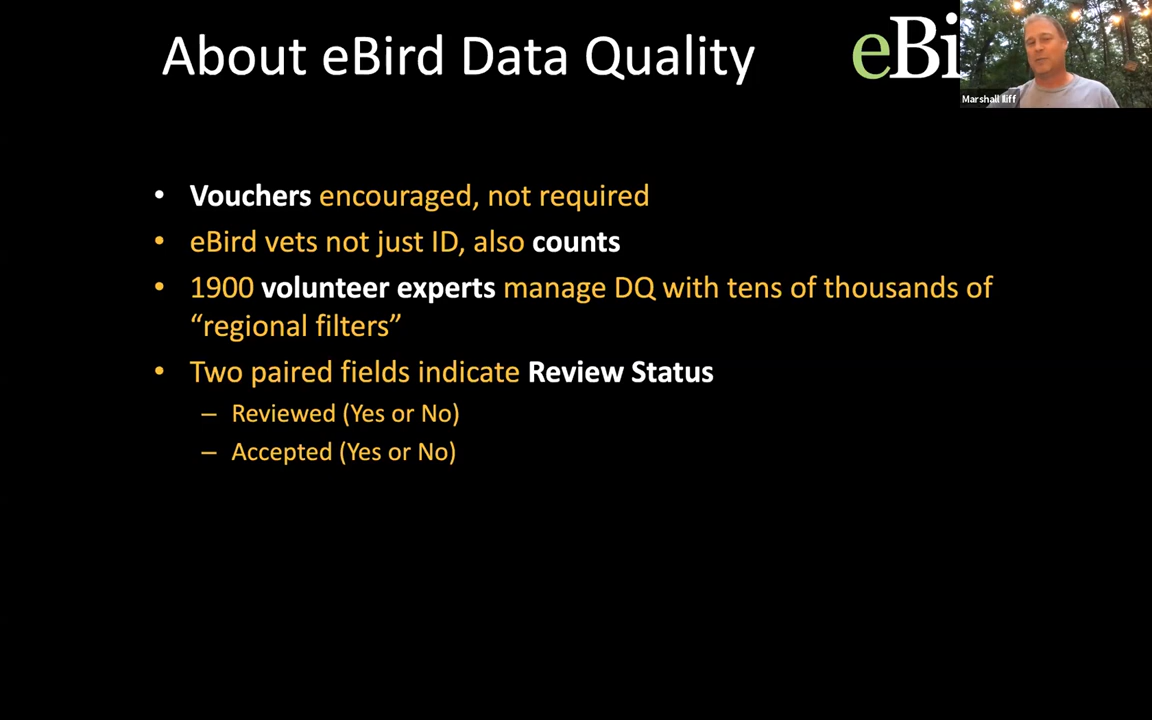 About eBird Data Quality
eBi
Marshall Iliff
• Vouchers encouraged, not required
• eBird vets not just ID, also counts
• 1900 volunteer experts manage DQ with tens of thousands of
“regional filters”
• Two paired fields indicate Review Status
– Reviewed (Yes or No)
– Accepted (Yes or No)